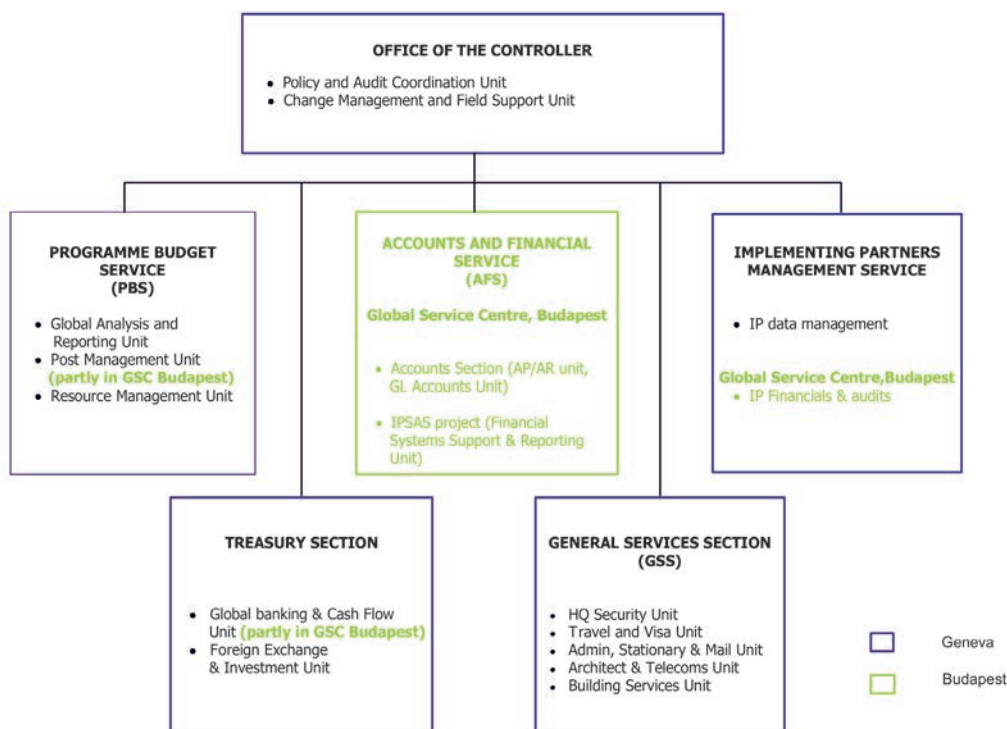 OFFICE OF THE CONTROLLER
• Policy and Audit Coordination Unit
• Change Management and Field Support Unit
PROGRAMME BUDGET
SERVICE
(PBS)
• Global Analysis and
Reporting Unit
• Post Management Unit
(partly in GSC Budapest)
• Resource Management Unit
ACCOUNTS AND FINANCIAL
SERVICE
(AFS)
Global Service Centre, Budapest
• Accounts Section (AP/AR unit,
GL Accounts Unit)
• IPSAS project (Financial
Systems Support & Reporting
Unit)
IMPLEMENTING PARTNERS
MANAGEMENT SERVICE
• IP data management
Global Service Centre,Budapest
• IP Financials & audits
TREASURY SECTION
• Global banking & Cash Flow
Unit (partly in GSC Budapest)
• Foreign Exchange
& Investment Unit
GENERAL SERVICES SECTION
(GSS)
• HQ Security Unit
• Travel and Visa Unit
• Admin, Stationary & Mail Unit
• Architect & Telecoms Unit
• Building Services Unit
Geneva
Budapest